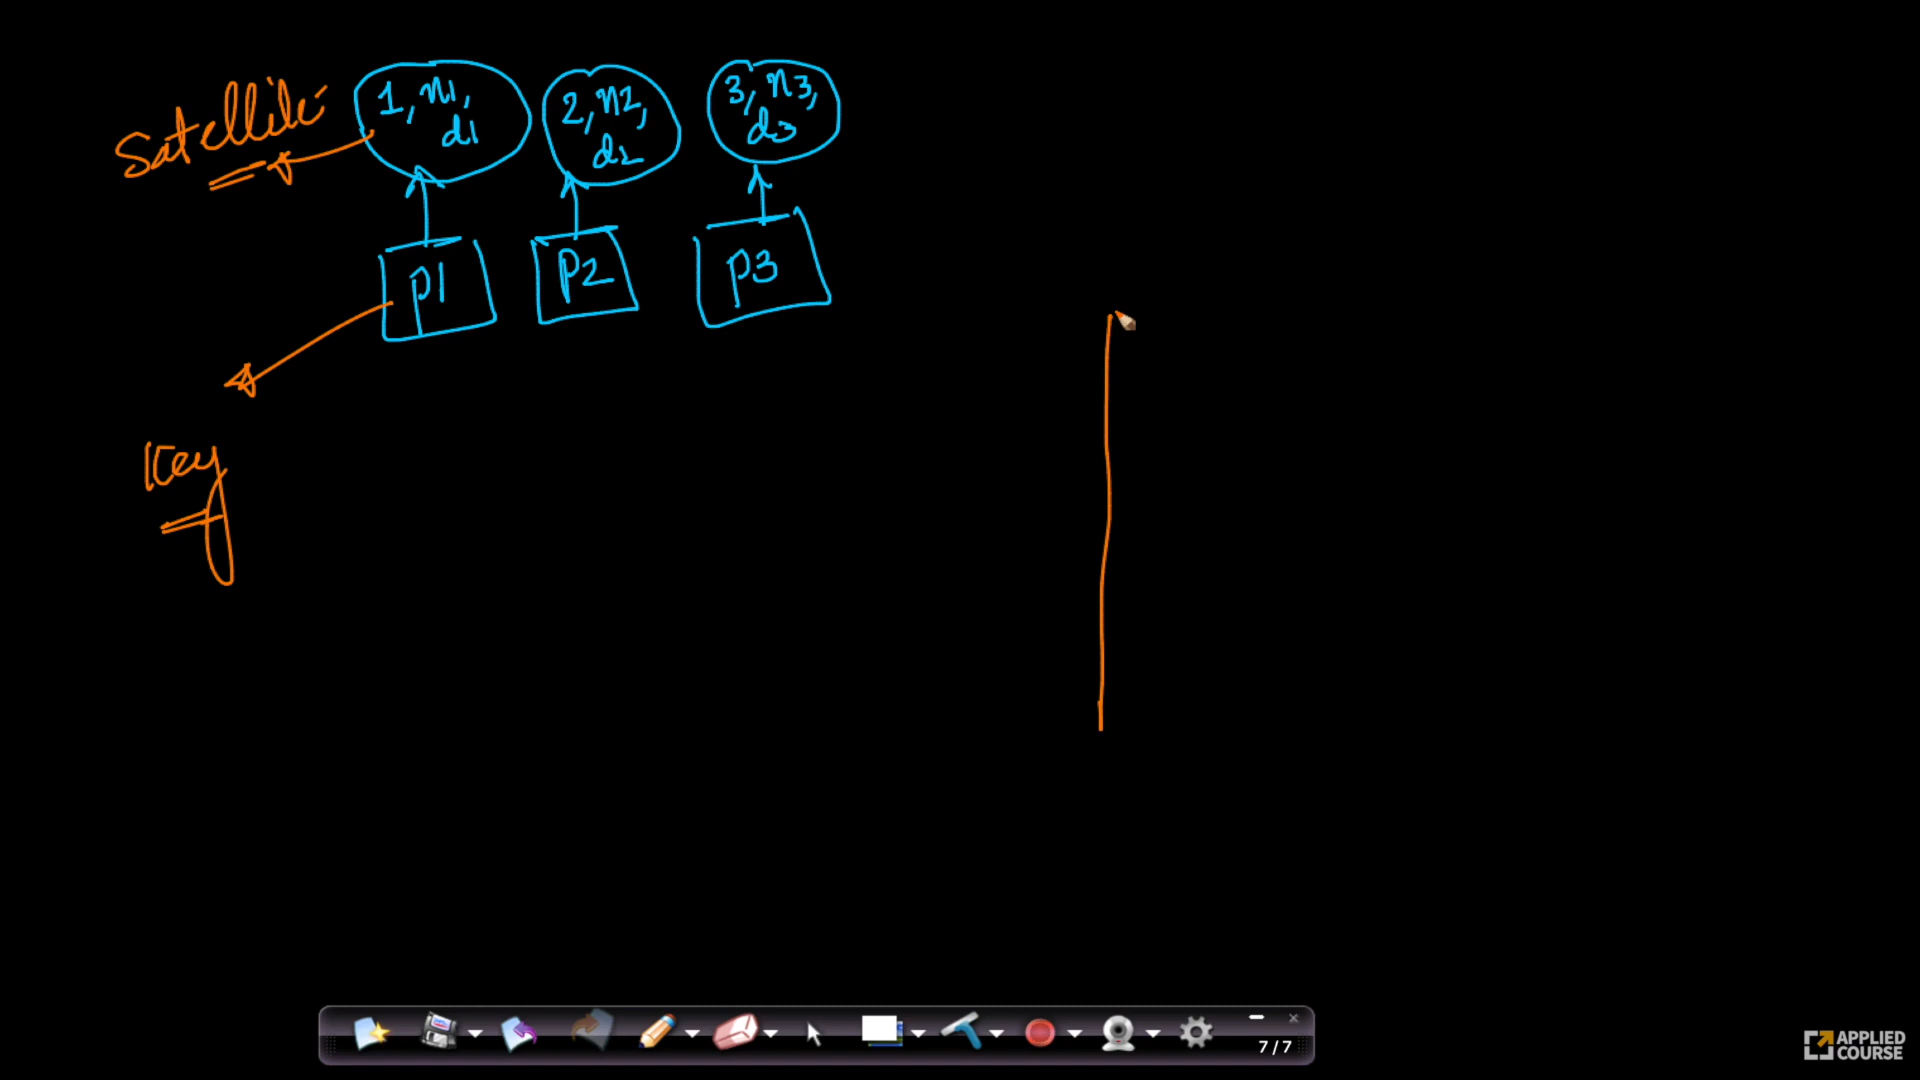 Satellite
1, n1,
d1
2, n2,
d2
3, n3,
d3
p1
p2
p3
Key
7/7
APPLIED
COURSE